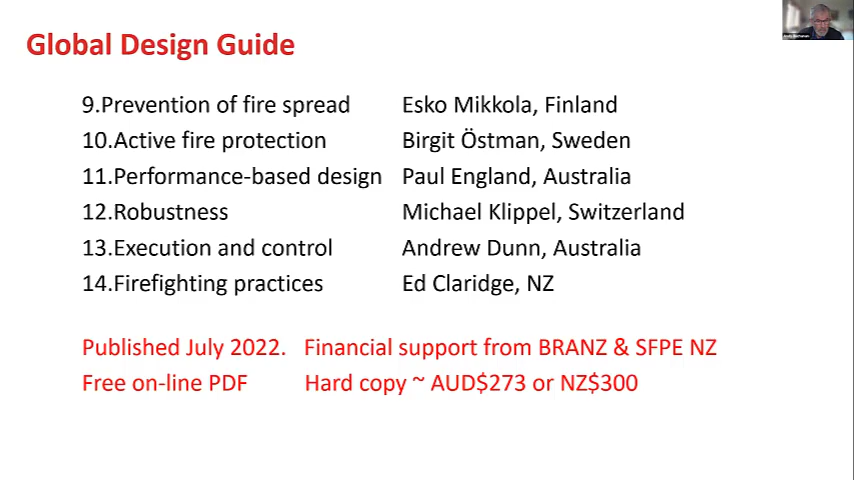 Global Design Guide
9.Prevention of fire spread Esko Mikkola, Finland
10.Active fire protection Birgit Östman, Sweden
11.Performance-based design Paul England, Australia
12.Robustness Michael Klippel, Switzerland
13.Execution and control Andrew Dunn, Australia
14.Firefighting practices Ed Claridge, NZ
Published July 2022. Financial support from BRANZ & SFPE NZ
Free on-line PDF Hard copy ~ AUD$273 or NZ$300